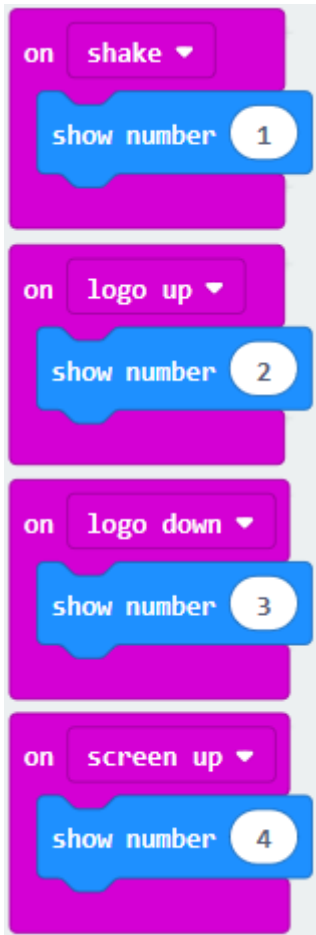 on shake
show number 1
on logo up
show number 2
on logo down
show number 3
on screen up
show number 4